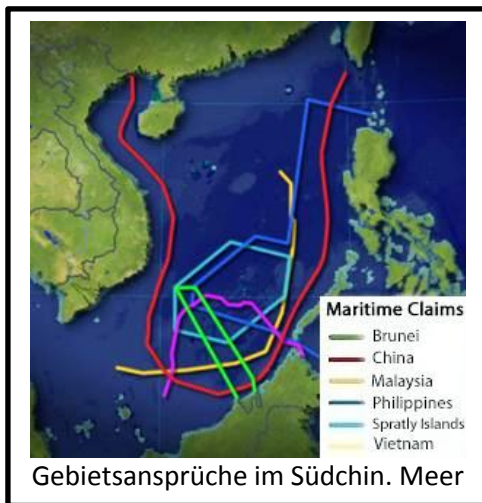 Maritime Claims
Brunei
China
Malaysia
Philippines
Spratly Islands
Vietnam
Gebietsansprüche im Südchin. Meer